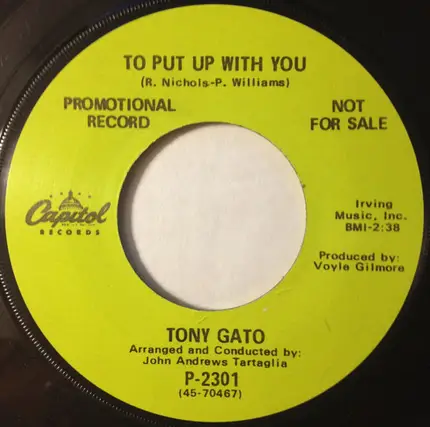 TO PUT UP WITH YOU
(R. Nichols-P. Williams)
PROMOTIONAL
RECORD
NOT
FOR SALE
Capitol
RECORDS
Irving
Music, Inc.
BMI-2:38
Produced by:
Voyle Gilmore
TONY GATO
Arranged and Conducted by:
John Andrews Tartaglia
P-2301
(45-70467)